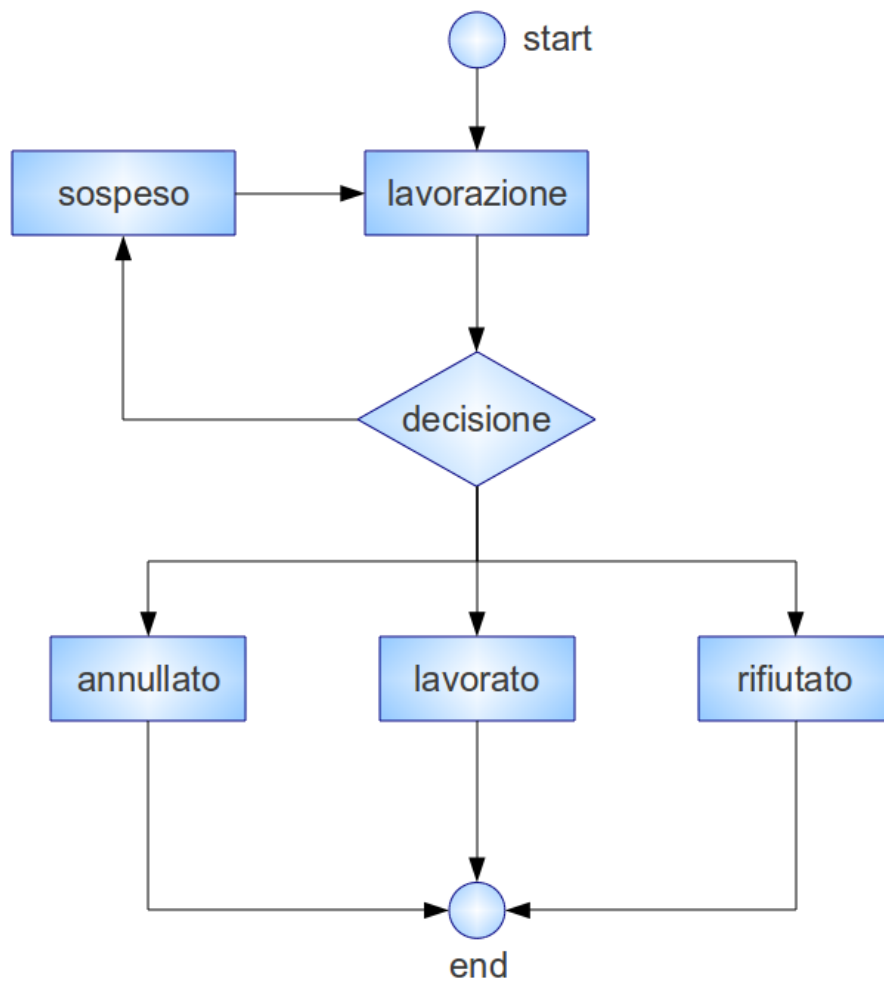 start
sospeso
lavorazione
decisione
annullato
lavorato
rifiutato
end